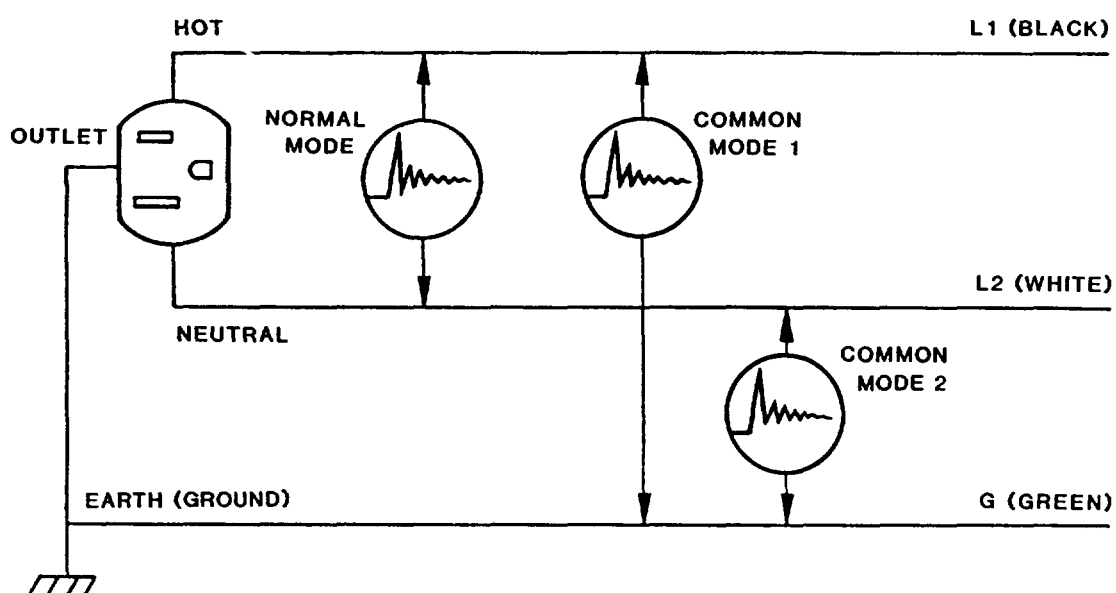 HOT
L1 (BLACK)
OUTLET
NORMAL
MODE
COMMON
MODE 1
L2 (WHITE)
NEUTRAL
COMMON
MODE 2
EARTH (GROUND)
G (GREEN)